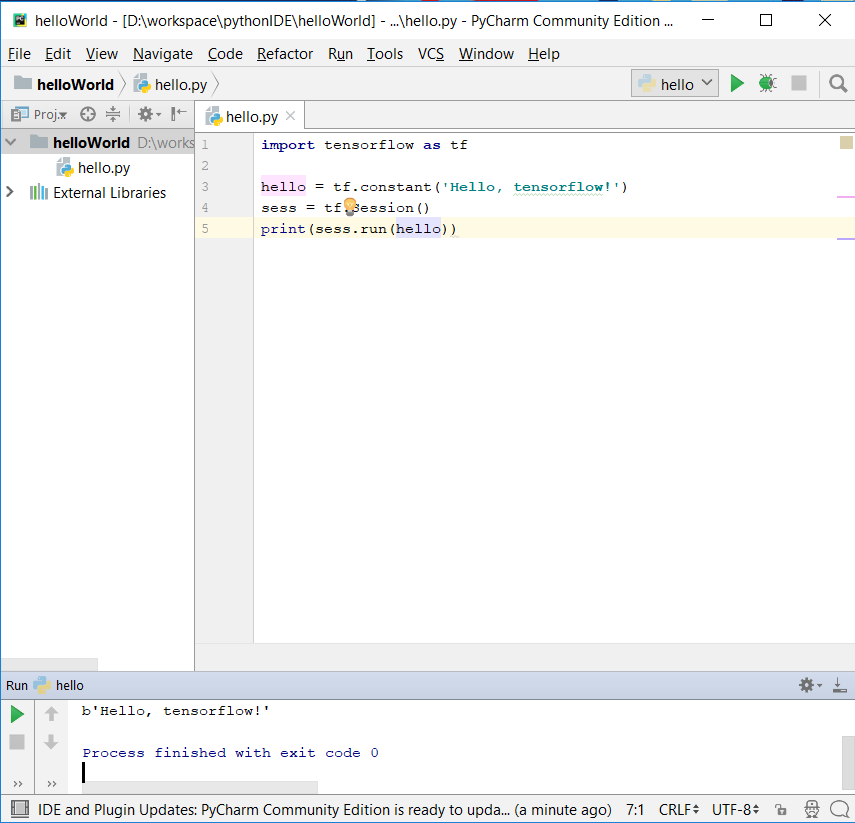 helloWorld - [D:\workspace\pythonIDE\helloWorld] - ...\hello.py - PyCharm Community Edition ...
File Edit View Navigate Code Refactor Run Tools VCS Window Help
helloWorld hello.py hello
Proj... hello.py
helloWorld D:\works
hello.py
External Libraries
1 import tensorflow as tf
2
3 hello = tf.constant('Hello, tensorflow!')
4 sess = tf.Session()
5 print(sess.run(hello))
Run hello
b'Hello, tensorflow!'
Process finished with exit code 0
IDE and Plugin Updates: PyCharm Community Edition is ready to upda... (a minute ago) 7:1 CRLF UTF-8